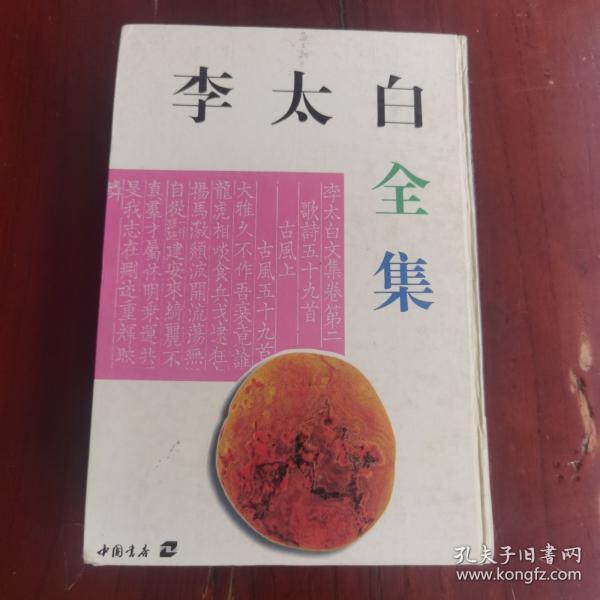 李太白
全集
李太白文集卷第二
歌詩五十九首
古風上
古風五十九首
大雅久不作吾衰竟誰
龍虎相啖食兵戈逮狂
揚馬激頹波開流蕩無
自從建安來綺麗不
真羣才屬休明乘運共
旻我志在刪述重輝映
中国书店
孔夫子旧书网
www.kongfz.com